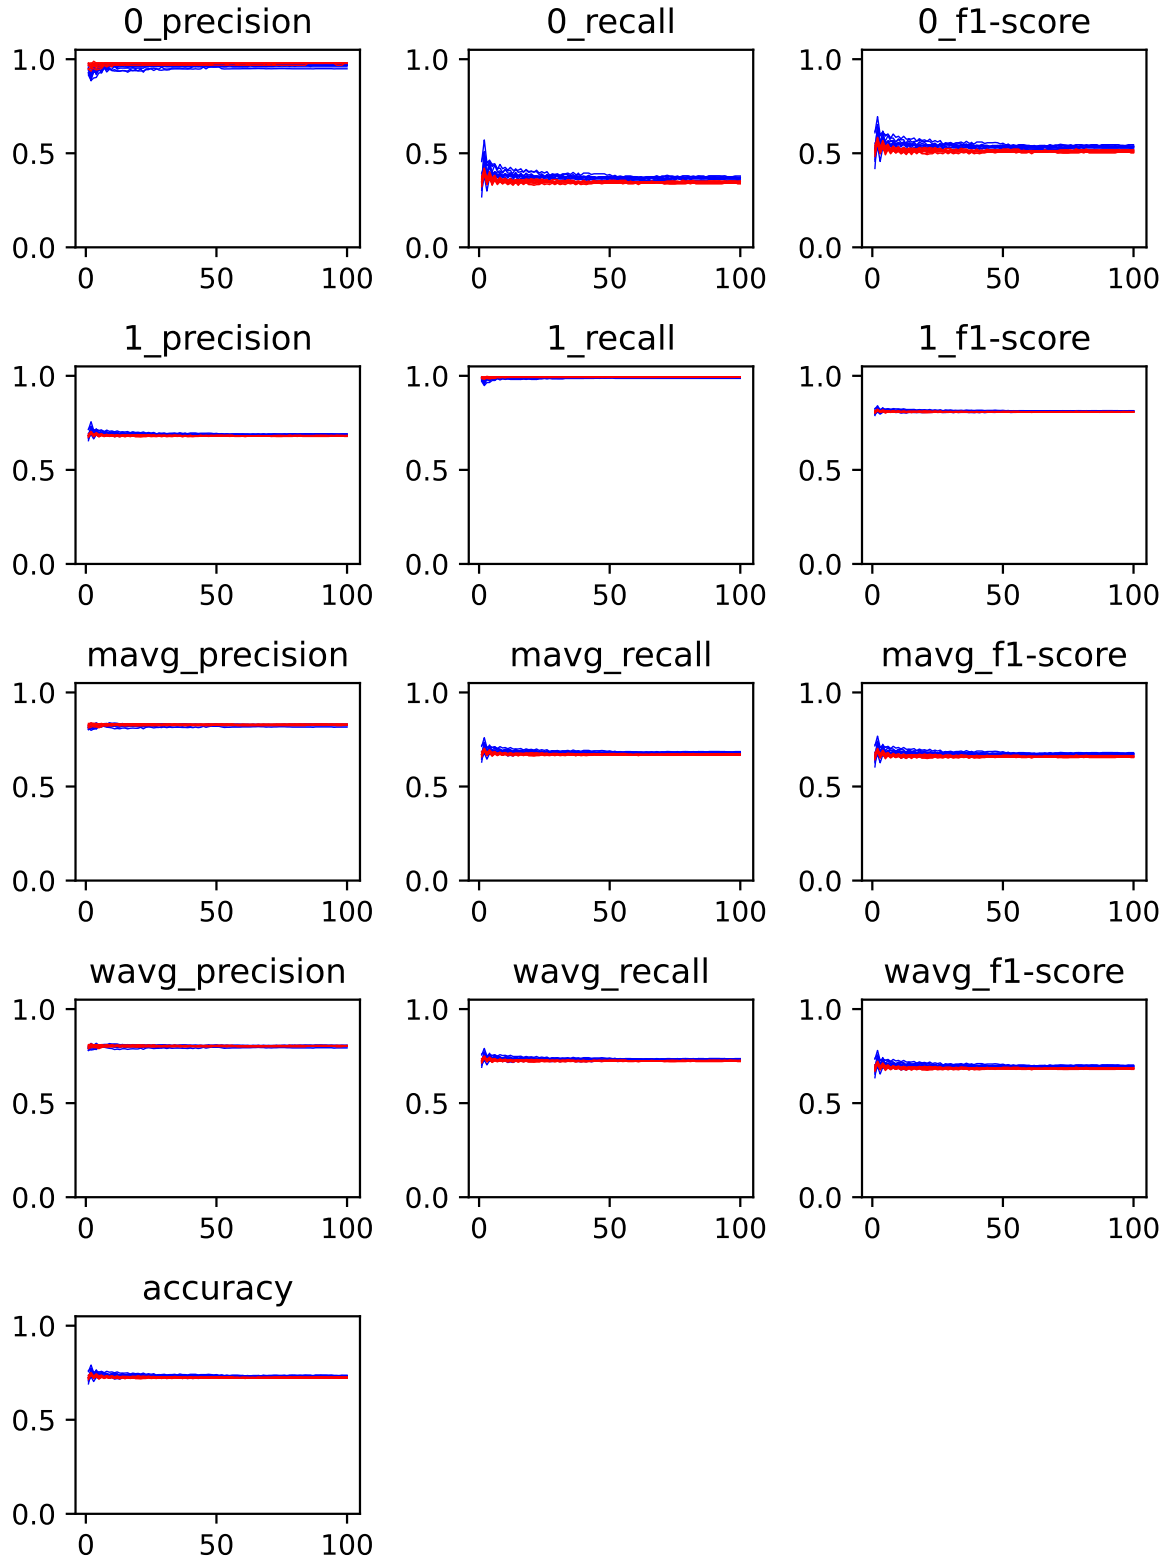 0_precision 0_recall 0_f1-score
1.0 1.0 1.0
0.5 0.5 0.5
0.0 0.0 0.0
0 50 100 0 50 100 0 50 100
1_precision 1_recall 1_f1-score
1.0 1.0 1.0
0.5 0.5 0.5
0.0 0.0 0.0
0 50 100 0 50 100 0 50 100
mavg_precision mavg_recall mavg_f1-score
1.0 1.0 1.0
0.5 0.5 0.5
0.0 0.0 0.0
0 50 100 0 50 100 0 50 100
wavg_precision wavg_recall wavg_f1-score
1.0 1.0 1.0
0.5 0.5 0.5
0.0 0.0 0.0
0 50 100 0 50 100 0 50 100
accuracy
1.0
0.5
0.0
0 50 100